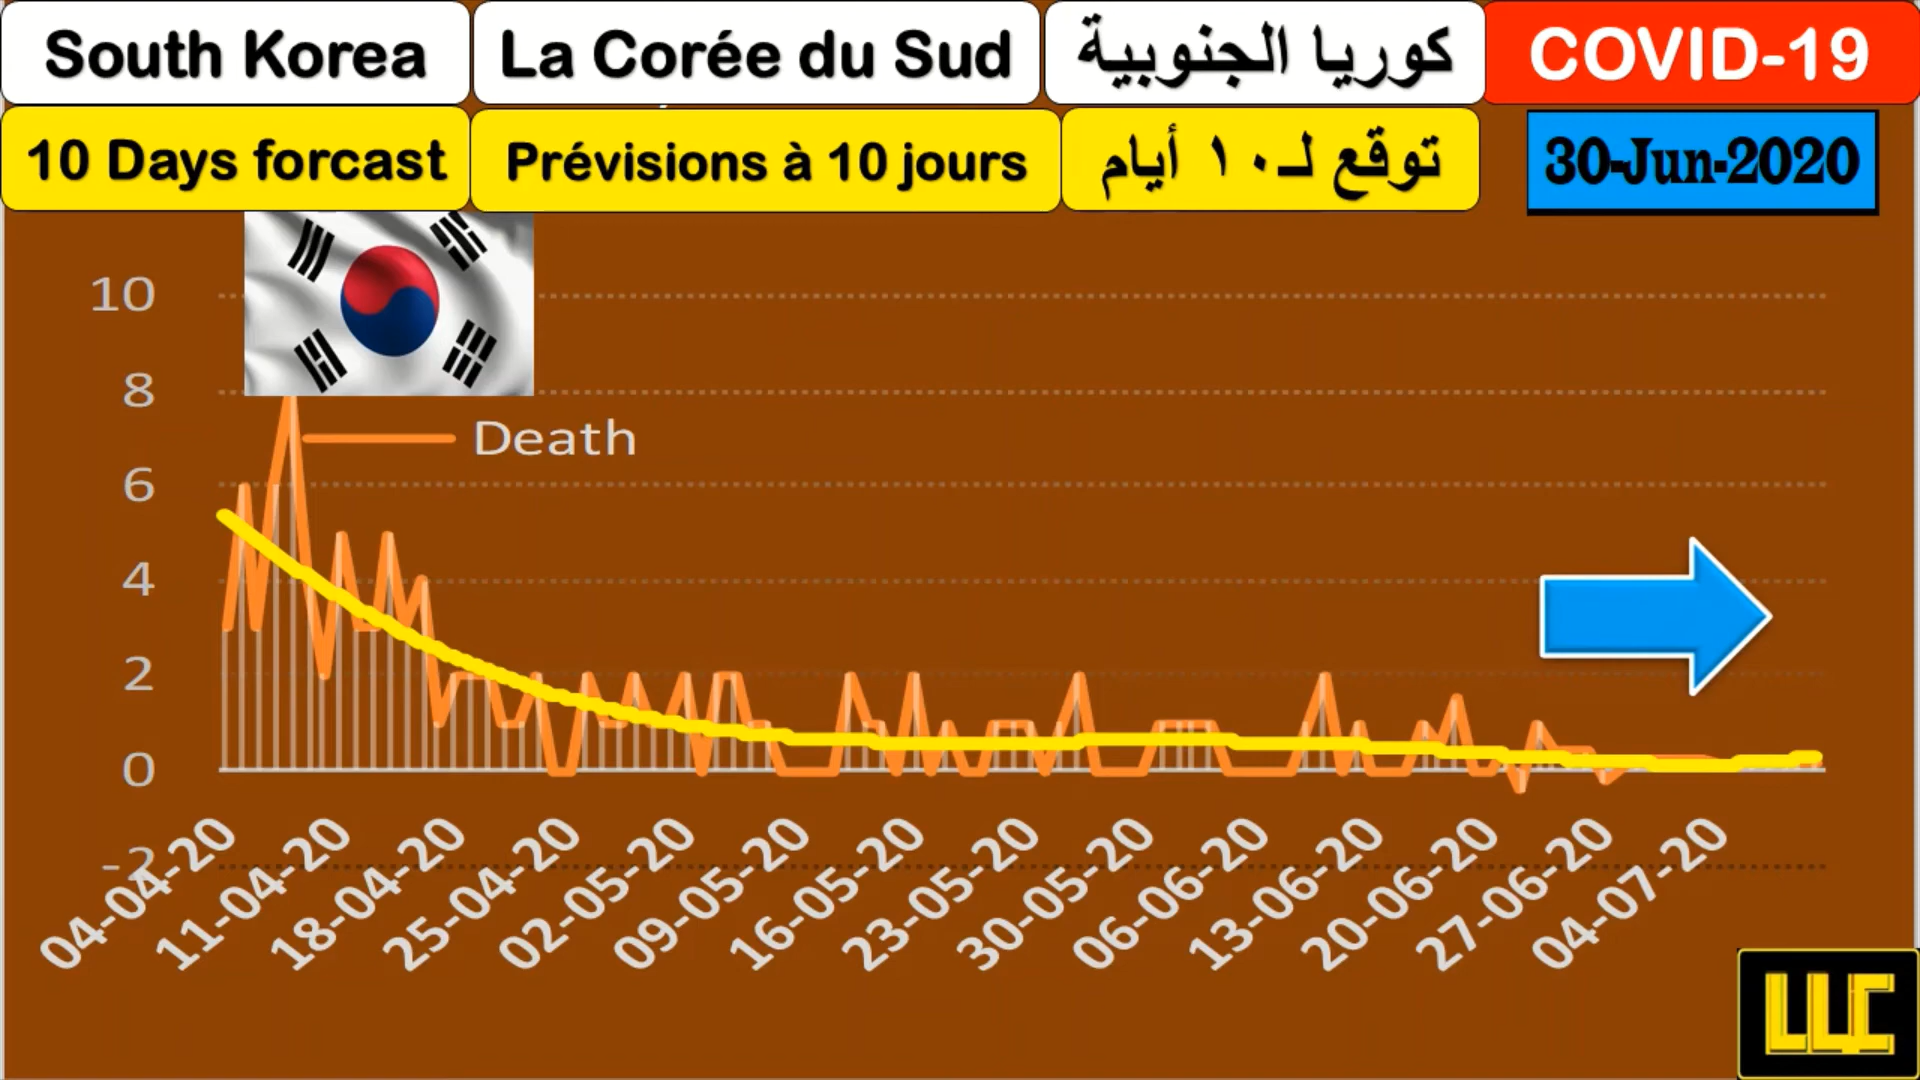 South Korea
La Corée du Sud
كوريا الجنوبية
COVID-19
10 Days forcast
Prévisions à 10 jours
توقع لـ١٠ أيام
30-Jun-2020
10
8
6
4
2
0
-2
Death
04-04-20
11-04-20
18-04-20
25-04-20
02-05-20
09-05-20
16-05-20
23-05-20
30-05-20
06-06-20
13-06-20
20-06-20
27-06-20
04-07-20
LLC